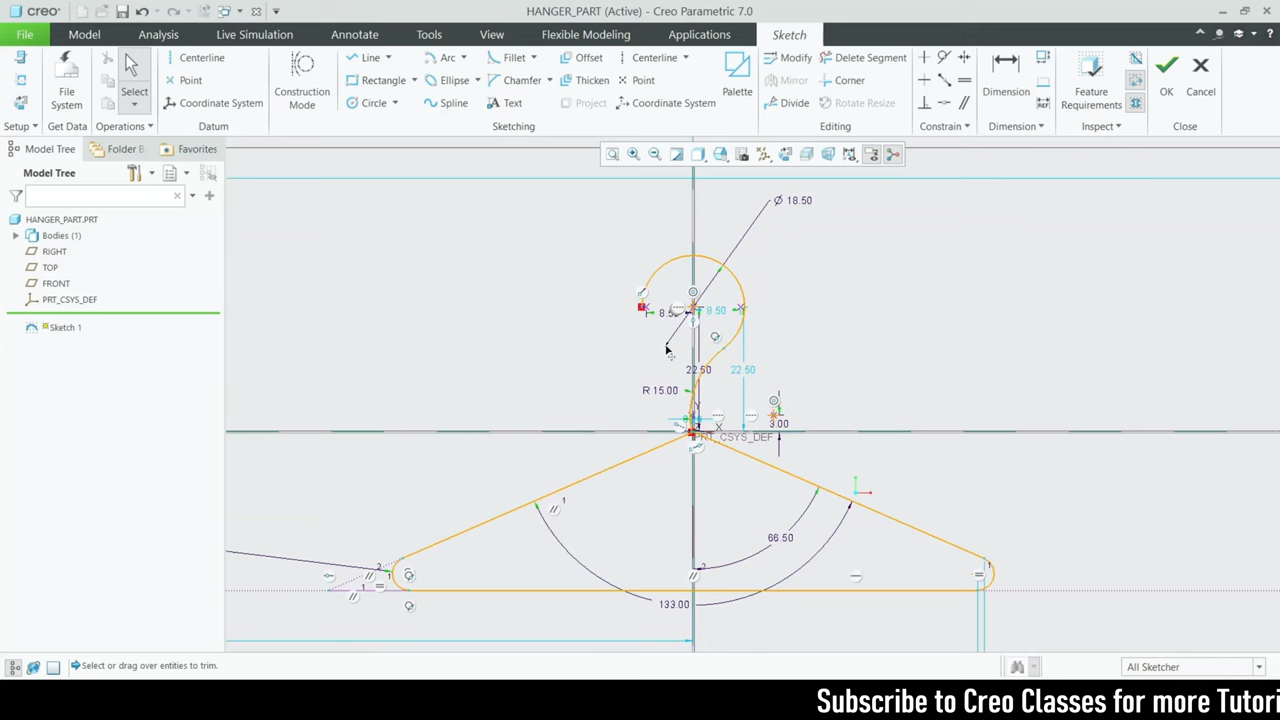 creo
HANGER_PART (Active) - Creo Parametric 7.0
File Model Analysis Live Simulation Annotate Tools View Flexible Modeling Applications Sketch
Centerline Line Arc Fillet Offset Centerline Modify Delete Segment
Point Rectangle Ellipse Chamfer Thicken Point Mirror Corner
File System Select Coordinate System Construction Mode Circle Spline Text Project Coordinate System Palette Divide Rotate Resize Dimension Feature Requirements OK Cancel
Setup Get Data Operations Datum Sketching Editing Constrain Dimension Inspect Close
Model Tree Folder B Favorites
Model Tree
HANGER_PART.PRT
Bodies (1)
RIGHT
TOP
FRONT
PRT_CSYS_DEF
Sketch 1
Ø 18.50
8.50
22.50 22.50
R 15.00
3.00
X
PRT_CSYS_DEF
66.50
133.00
Select or drag over entities to trim.
All Sketcher
Subscribe to Creo Classes for more Tutori